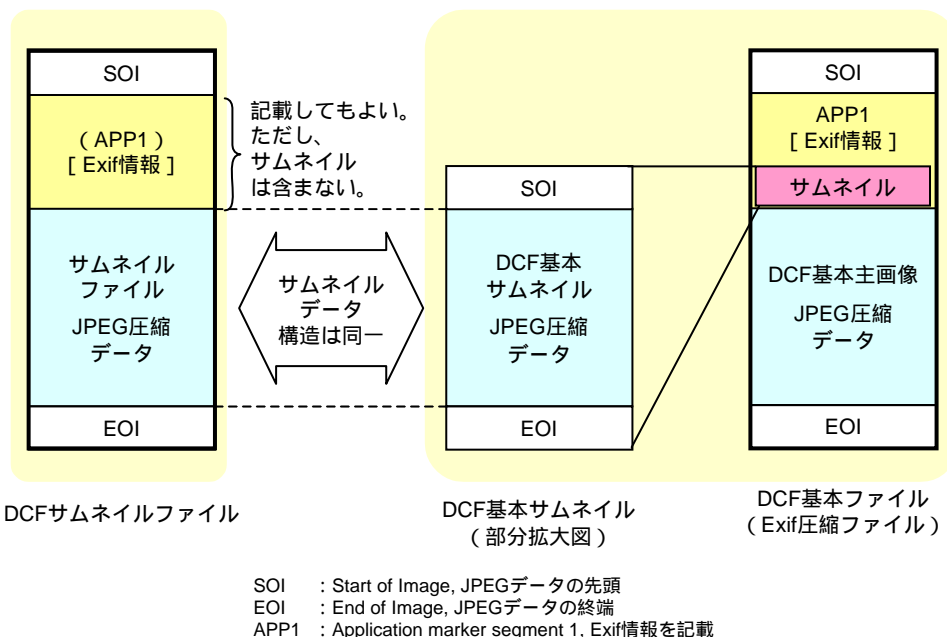 SOI
（APP1）
[ Exif情報 ]
サムネイル
ファイル
JPEG圧縮
データ
EOI
DCFサムネイルファイル
記載してもよい。
ただし、
サムネイル
は含まない。
サムネイル
データ
構造は同一
SOI
DCF基本
サムネイル
JPEG圧縮
データ
EOI
DCF基本サムネイル
（部分拡大図）
SOI
APP1
[ Exif情報 ]
サムネイル
DCF基本主画像
JPEG圧縮
データ
EOI
DCF基本ファイル
（Exif圧縮ファイル）
SOI ：Start of Image, JPEGデータの先頭
EOI ：End of Image, JPEGデータの終端
APP1 ：Application marker segment 1, Exif情報を記載